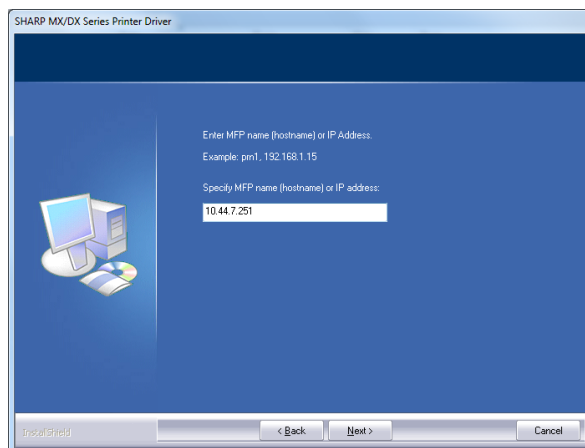 SHARP MX/DX Series Printer Driver
Enter MFP name (hostname) or IP Address.
Example: pm1, 192.168.1.15
Specify MFP name (hostname) or IP address:
10.44.7.251
InstallShield
< Back
Next >
Cancel